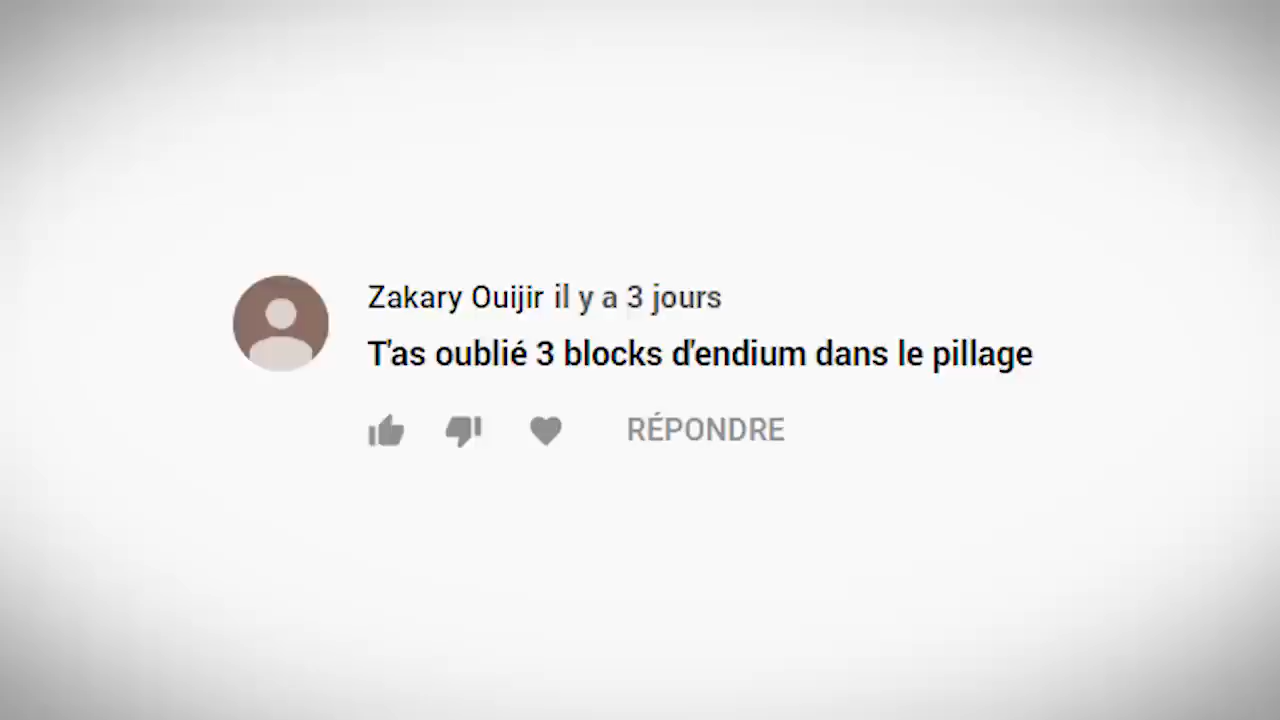 Zakary Ouijir il y a 3 jours
T'as oublié 3 blocks d'endium dans le pillage
RÉPONDRE